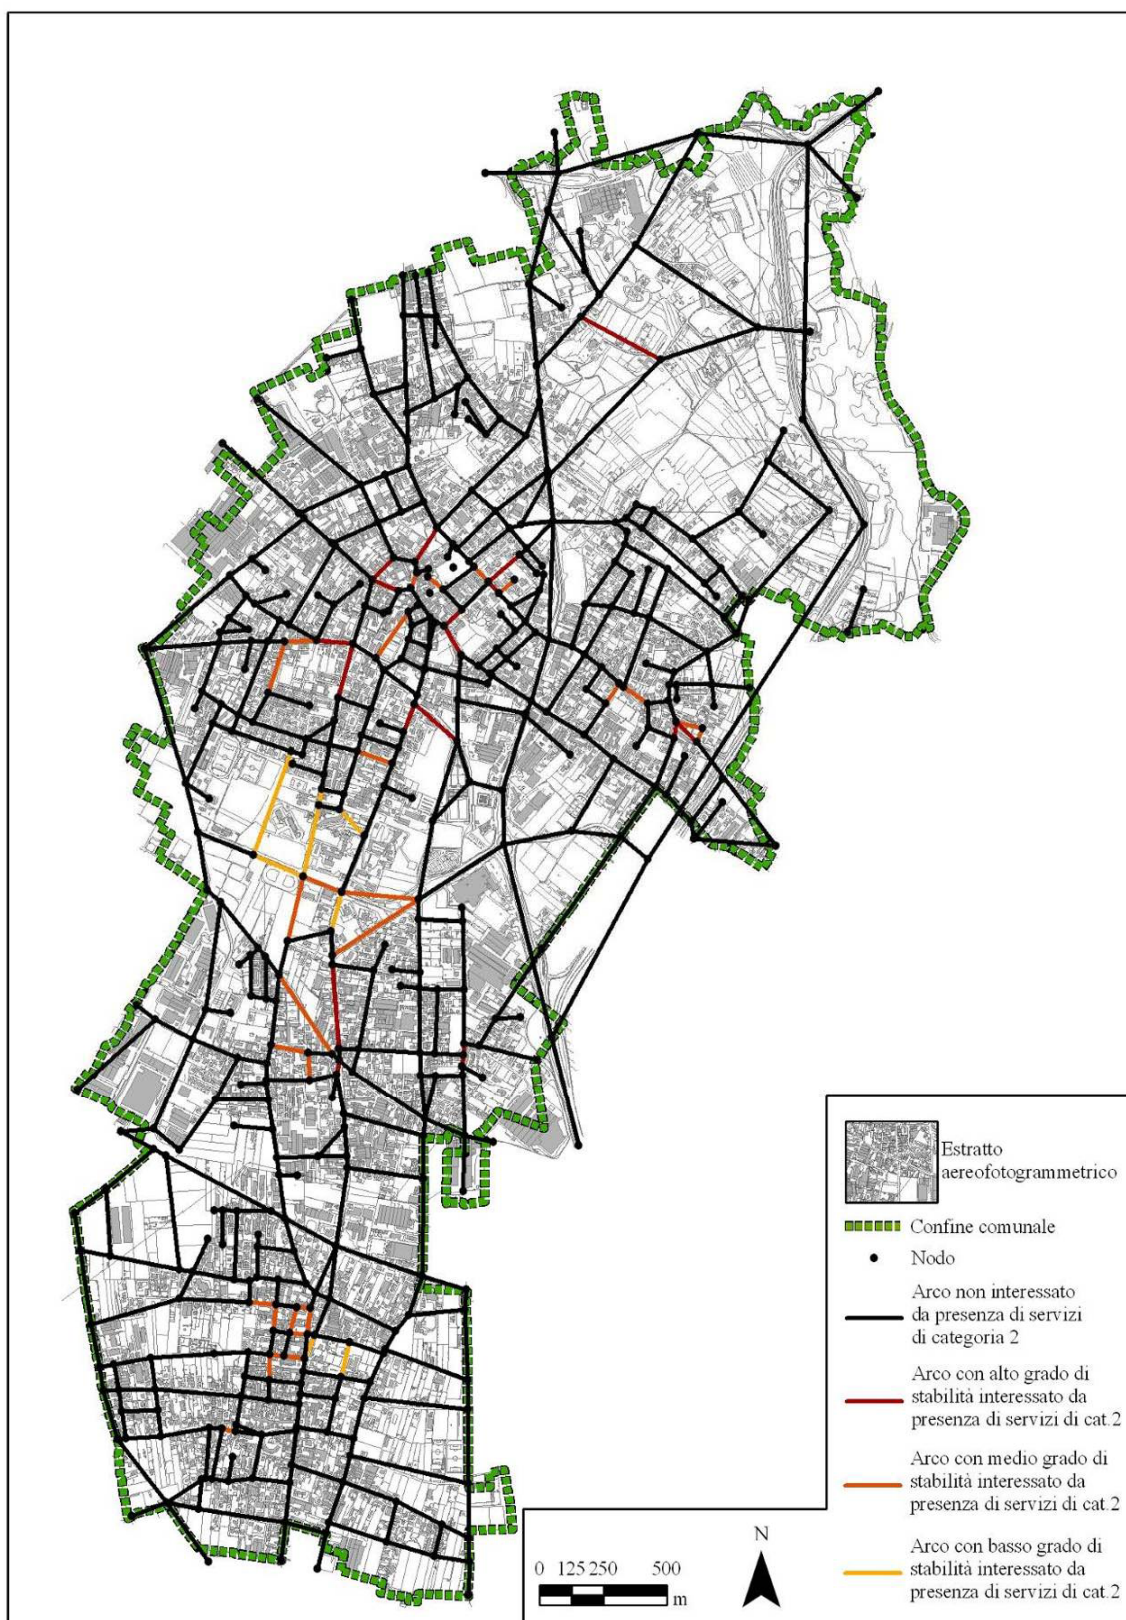 Estratto
aereofotogrammetrico
Confine comunale
Nodo
Arco non interessato
da presenza di servizi
di categoria 2
Arco con alto grado di
stabilità interessato da
presenza di servizi di cat.2
Arco con medio grado di
stabilità interessato da
presenza di servizi di cat.2
Arco con basso grado di
stabilità interessato da
presenza di servizi di cat.2
N
0 125 250 500
m